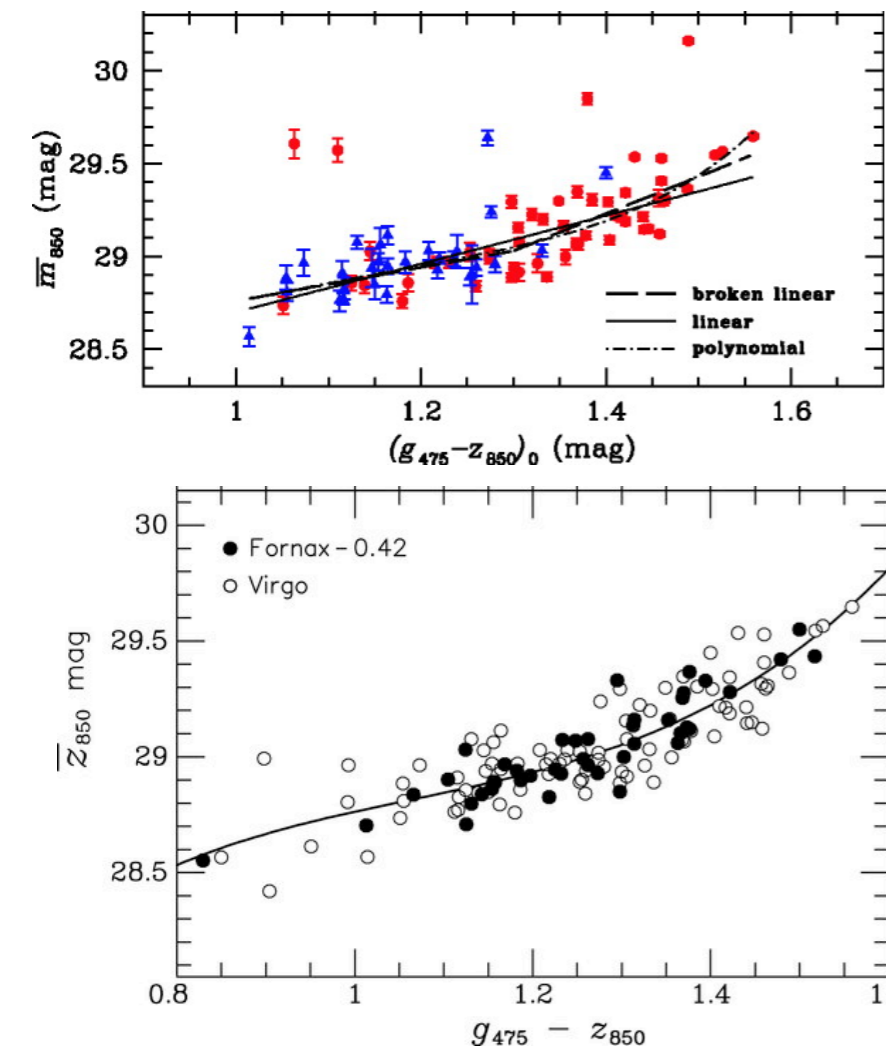 30
29.5
29
28.5
m̅₈₅₀ (mag)
broken linear
linear
polynomial
1 1.2 1.4 1.6
(g₄₇₅−z₈₅₀)₀ (mag)
30
29.5
29
28.5
z̅₈₅₀ mag
Fornax − 0.42
Virgo
0.8 1 1.2 1.4 1
g₄₇₅ − z₈₅₀